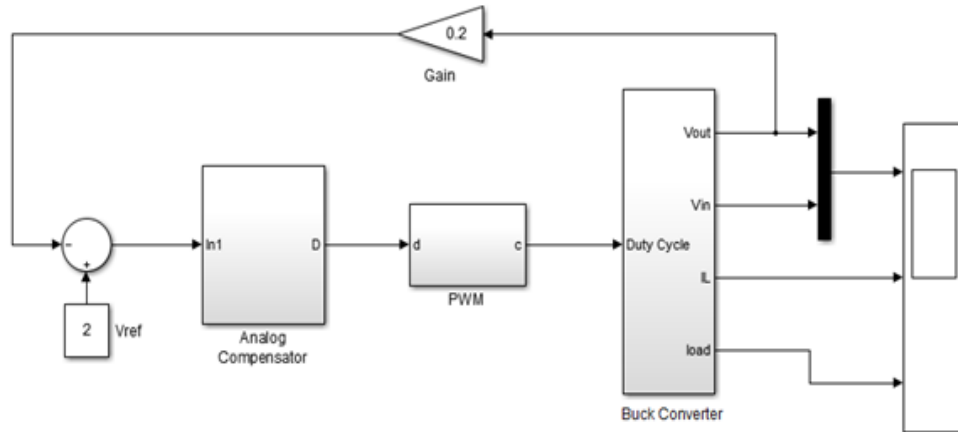 0.2
Gain
Vout
Vin
Duty Cycle
IL
load
Buck Converter
In1
D
Analog
Compensator
d
c
PWM
−
+
2
Vref